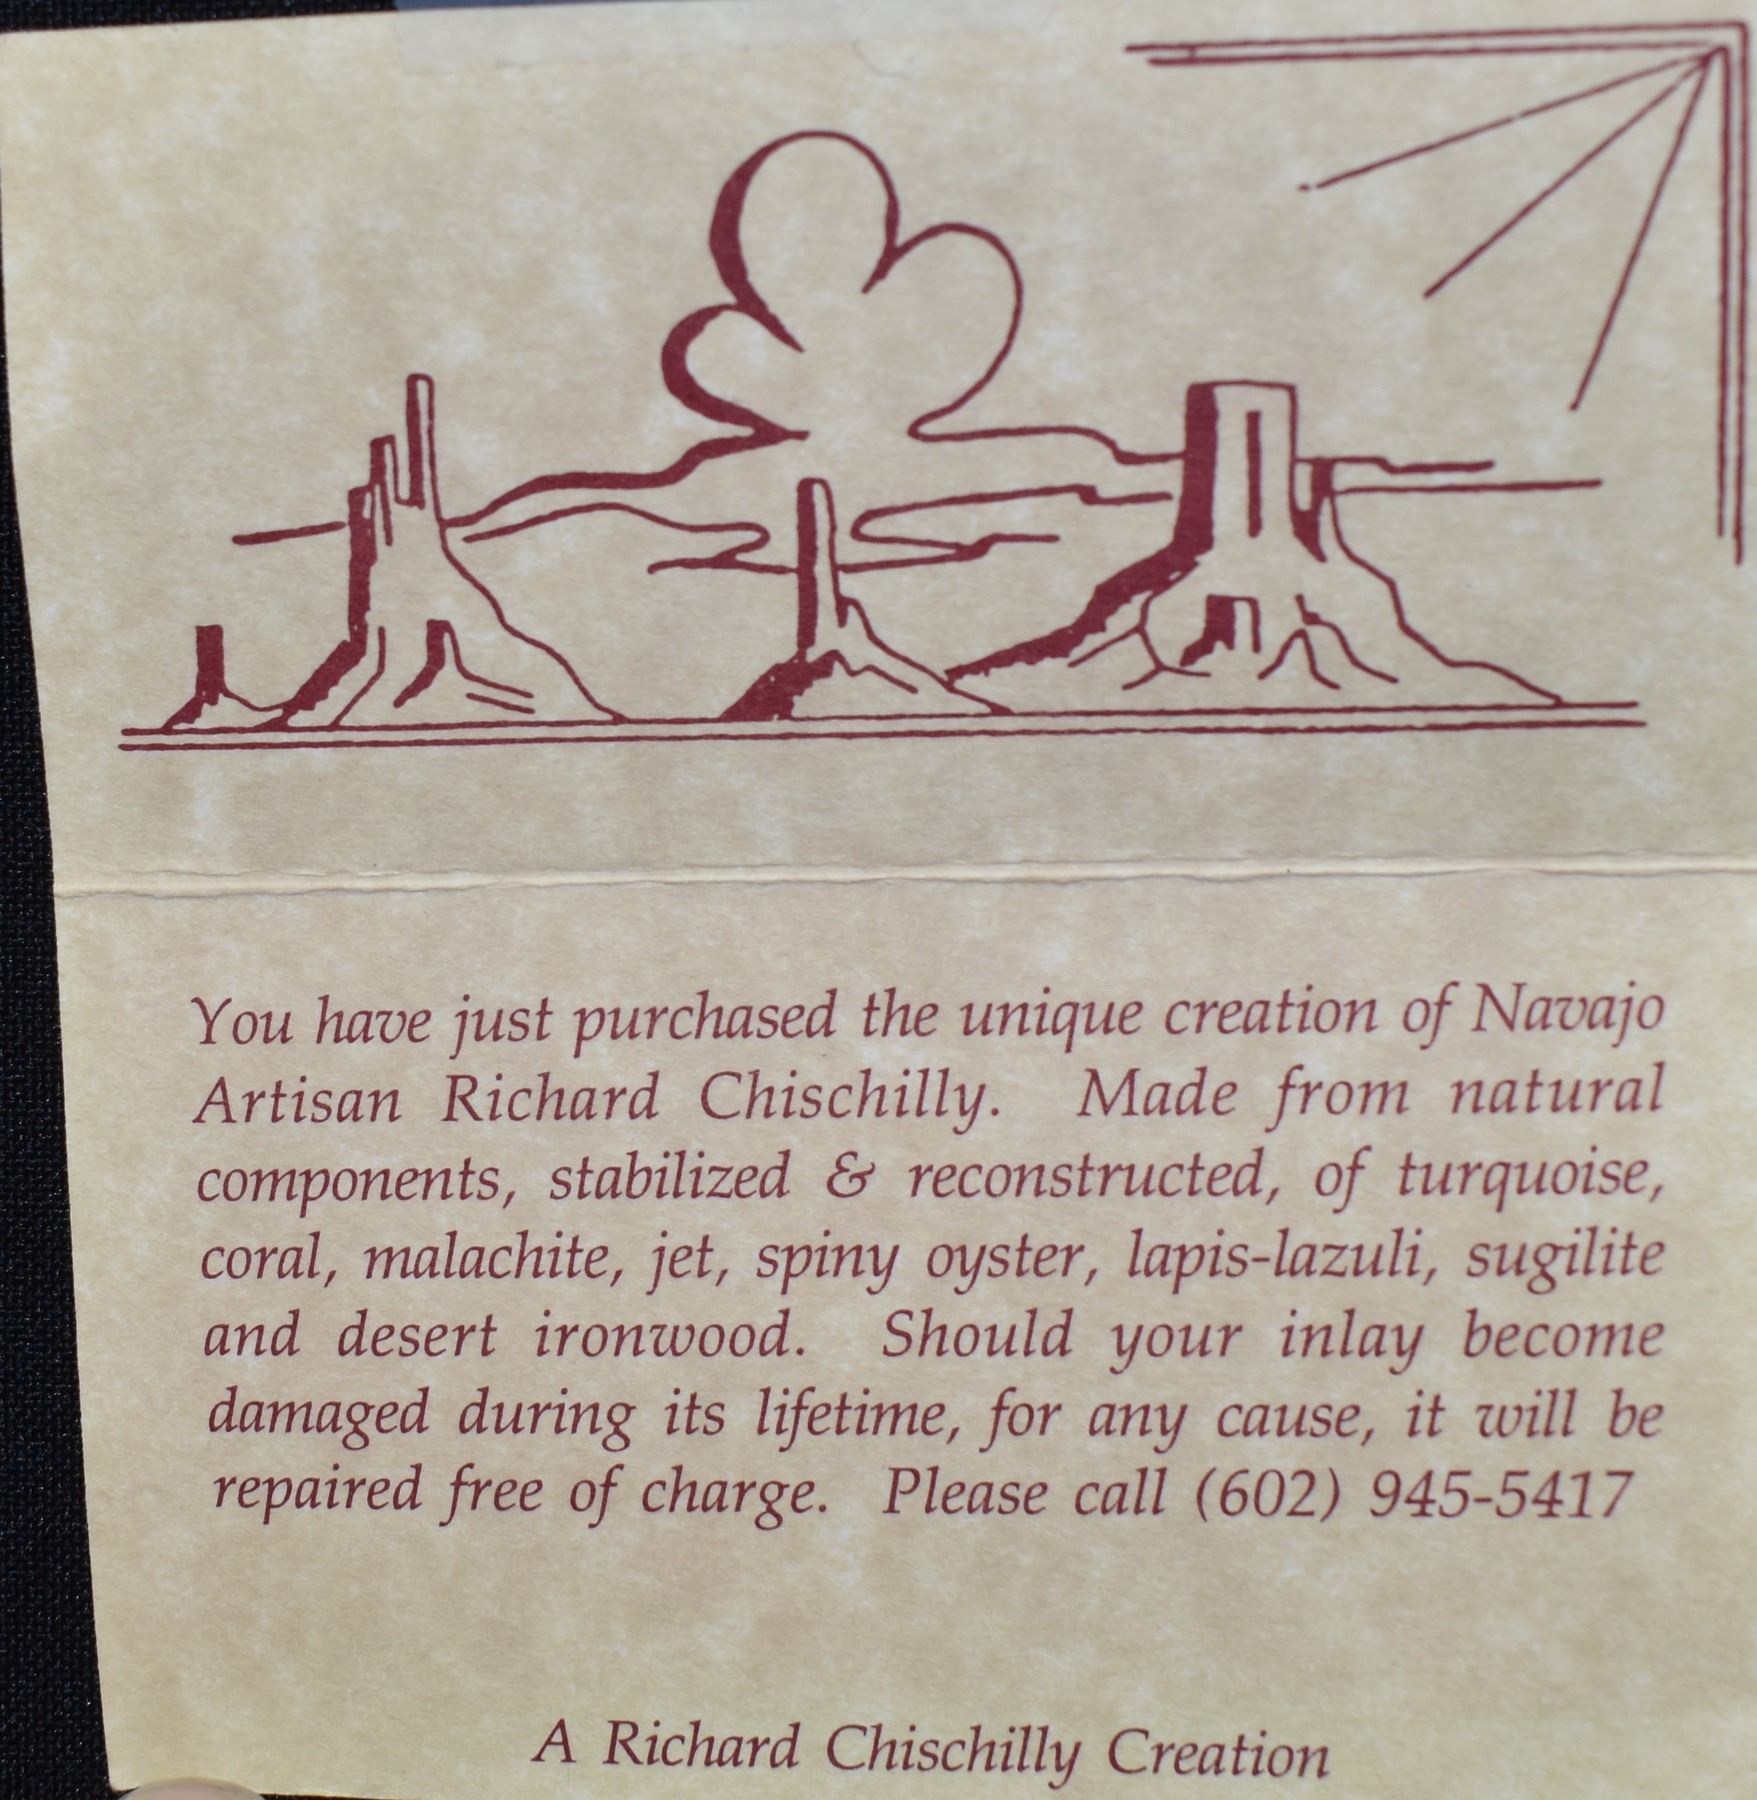 You have just purchased the unique creation of Navajo
Artisan Richard Chischilly. Made from natural
components, stabilized & reconstructed, of turquoise,
coral, malachite, jet, spiny oyster, lapis-lazuli, sugilite
and desert ironwood. Should your inlay become
damaged during its lifetime, for any cause, it will be
repaired free of charge. Please call (602) 945-5417
A Richard Chischilly Creation